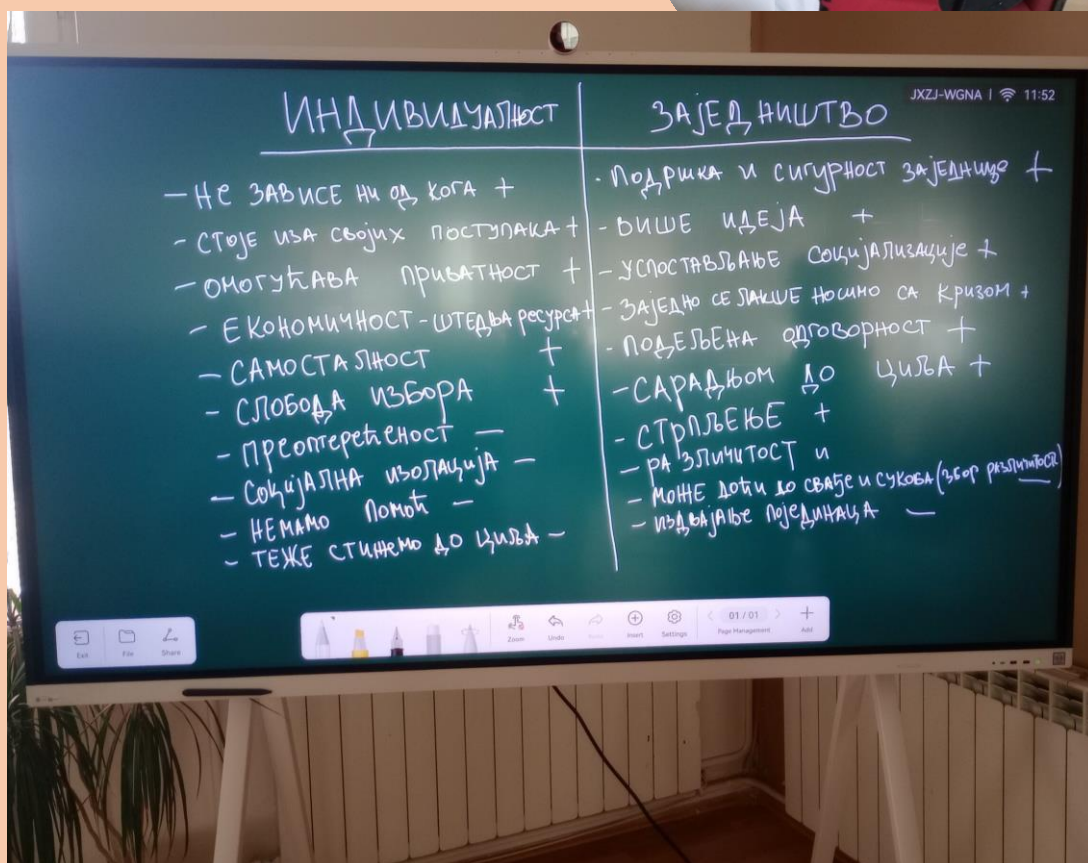 JXZJ-WGNA | 11:52
ИНДИВИДУАЛНОСТ
- НЕ ЗАВИСЕ НИ ОД КОГА +
- СТОЈЕ ИЗА СВОЈИХ ПОСТУПАКА +
- ОМОГУЋАВА ПРИВАТНОСТ +
- ЕКОНОМИЧНОСТ - ШТЕДЊА РЕСУРСА +
- САМОСТАЛНОСТ +
- СЛОБОДА ИЗБОРА +
- ПРЕОПТЕРЕЋЕНОСТ -
- СОЦИЈАЛНА ИЗОЛАЦИЈА -
- НЕМАМО ПОМОЋ -
- ТЕЖЕ СТИЖЕМО ДО ЦИЉА -
ЗАЈЕДНИШТВО
- ПОДРШКА И СИГУРНОСТ ЗАЈЕДНИЦЕ +
- ВИШЕ ИДЕЈА +
- УСПОСТАВЉАЊЕ СОЦИЈАЛИЗАЦИЈЕ +
- ЗАЈЕДНО СЕ ЛАКШЕ НОСИМО СА КРИЗОМ +
- ПОДЕЉЕНА ОДГОВОРНОСТ +
- САРАДЊОМ ДО ЦИЉА +
- СТРПЉЕЊЕ +
- РАЗЛИЧИТОСТ И
- МОЖЕ ДОЋИ ДО СВАЂЕ И СУКОБА (ЗБОГ РАЗЛИЧИТОСТИ) -
- ИЗДВАЈАЊЕ ПОЈЕДИНАЦА -
Exit File Share
Zoom Undo Redo Insert Settings 01 / 01 Page Management Add